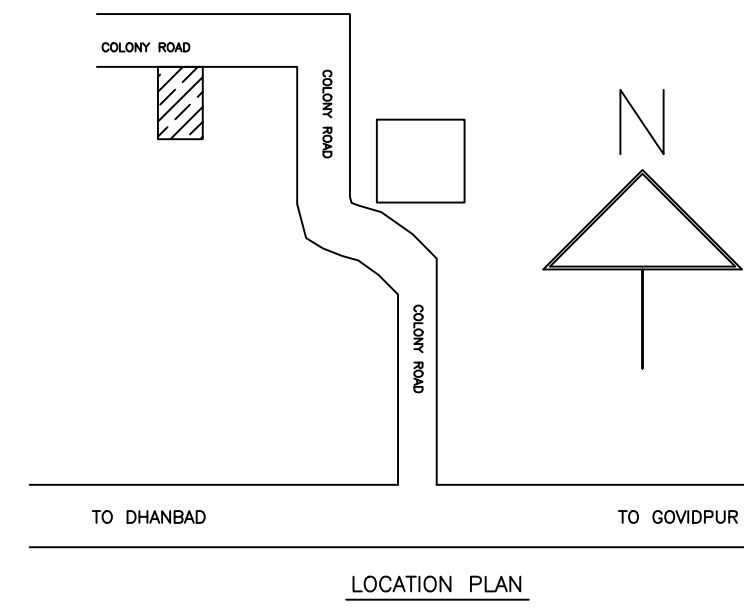 COLONY ROAD
COLONY ROAD
N
COLONY ROAD
TO DHANBAD
TO GOVIDPUR
LOCATION PLAN